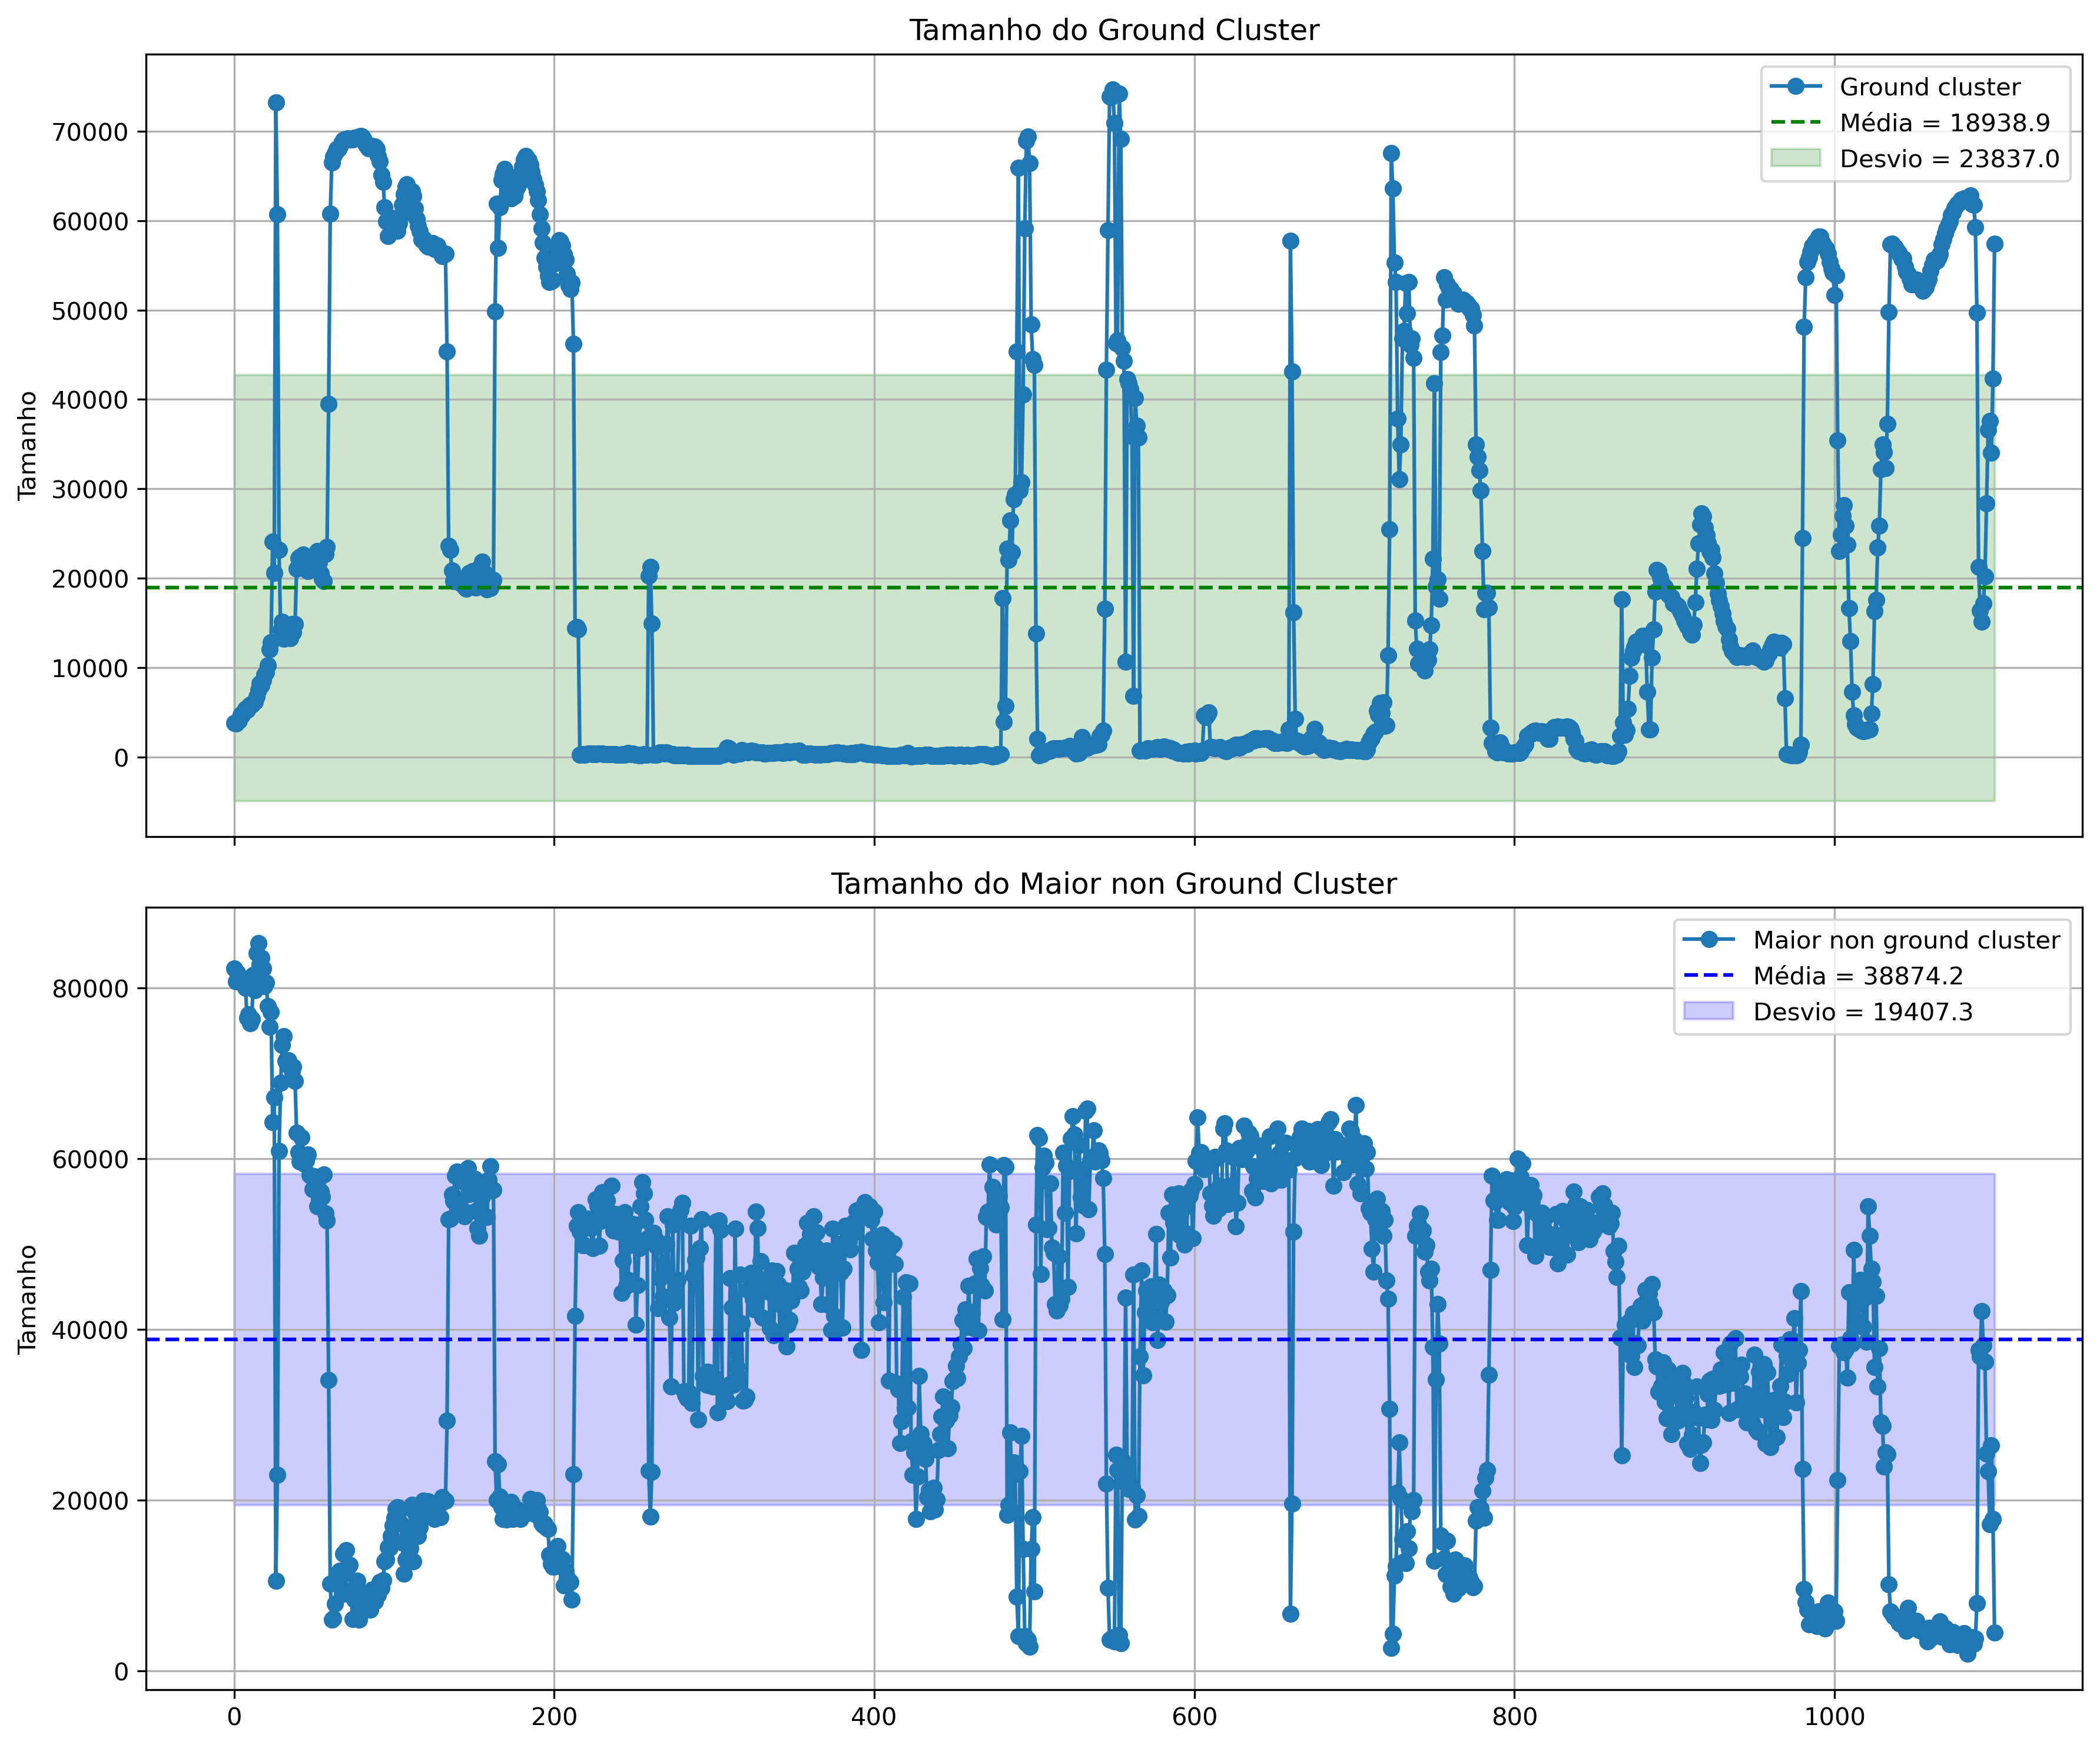 Tamanho do Ground Cluster
Ground cluster
Média = 18938.9
Desvio = 23837.0
Tamanho
70000
60000
50000
40000
30000
20000
10000
0
Tamanho do Maior non Ground Cluster
Maior non ground cluster
Média = 38874.2
Desvio = 19407.3
Tamanho
80000
60000
40000
20000
0
0 200 400 600 800 1000